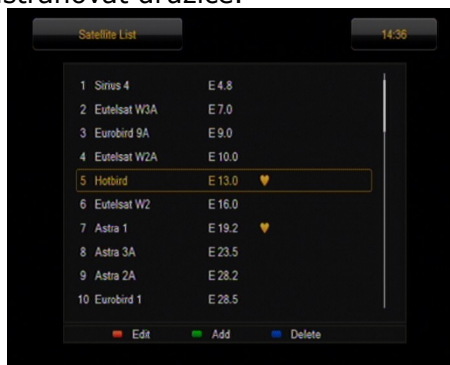 Satellite List 14:36
1 Sirius 4 E 4.8
2 Eutelsat W3A E 7.0
3 Eurobird 9A E 9.0
4 Eutelsat W2A E 10.0
5 Hotbird E 13.0
6 Eutelsat W2 E 16.0
7 Astra 1 E 19.2
8 Astra 3A E 23.5
9 Astra 2A E 28.2
10 Eurobird 1 E 28.5
Edit Add Delete